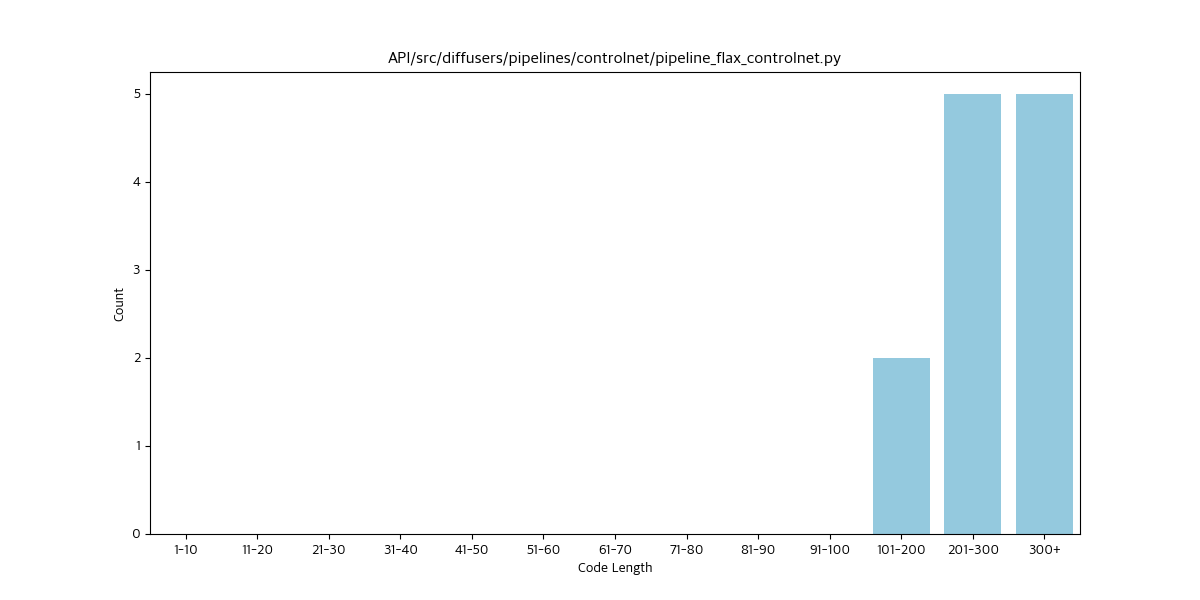 API/src/diffusers/pipelines/controlnet/pipeline_flax_controlnet.py
5
4
3
2
1
0
Count
1-10 11-20 21-30 31-40 41-50 51-60 61-70 71-80 81-90 91-100 101-200 201-300 300+
Code Length